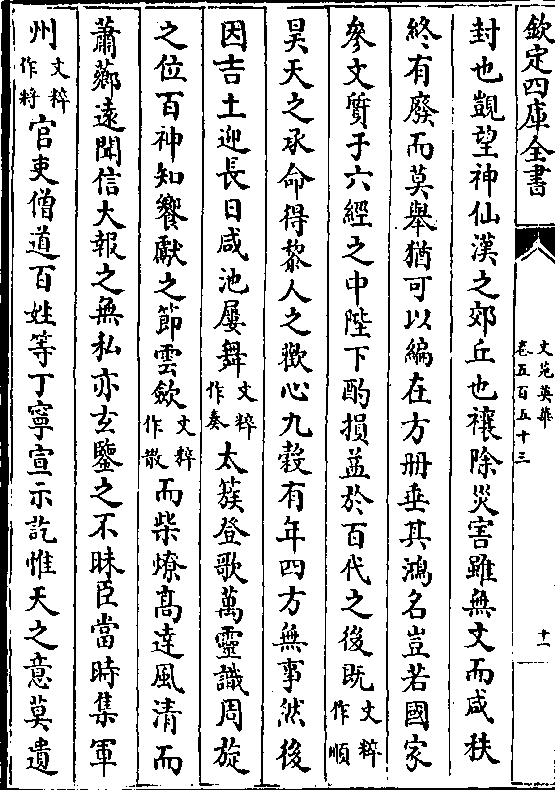 欽定四庫全書
文苑英華
卷五百五十三
十一
封也覬望神仙漢之郊丘也禳除災害雖無文而咸秩
終有廢而莫舉猶可以編在方冊垂其鴻名豈若國家
參文質于六經之中陛下酌損益於百代之後既文粹作順
昊天之承命得黎人之歡心九穀有年四方無事然後
因吉土迎長日咸池屢舞文粹作奏太簇登歌萬靈識周旋
之位百神知饗獻之節雲歛文粹作散而柴燎高達風清而
蕭薌遠聞信大報之無私亦玄鑒之不昧臣當時集軍
州文粹作將官吏僧道百姓等丁寧宣示訖惟天之意莫遺